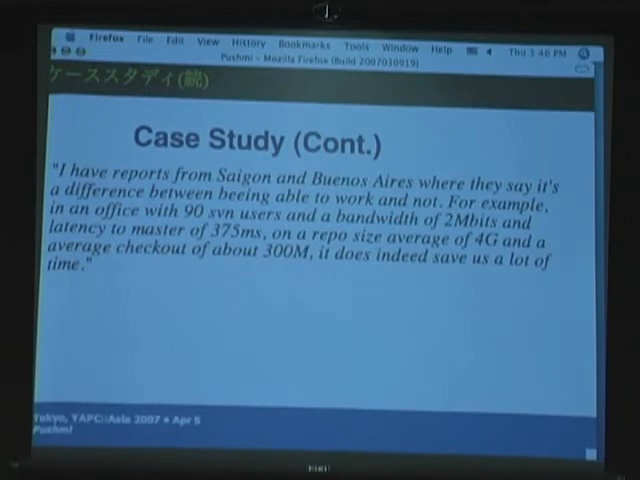 Firefox File Edit View History Bookmarks Tools Window Help Thu 3:46 PM
Pushmi - Mozilla Firefox (Build 2007030919)
ケーススタディ(続)
Case Study (Cont.)
"I have reports from Saigon and Buenos Aires where they say it's
a difference between beeing able to work and not. For example,
in an office with 90 svn users and a bandwidth of 2Mbits and
latency to master of 375ms, on a repo size average of 4G and a
average checkout of about 300M, it does indeed save us a lot of
time."
Tokyo, YAPC::Asia 2007 • Apr 5
Pushmi